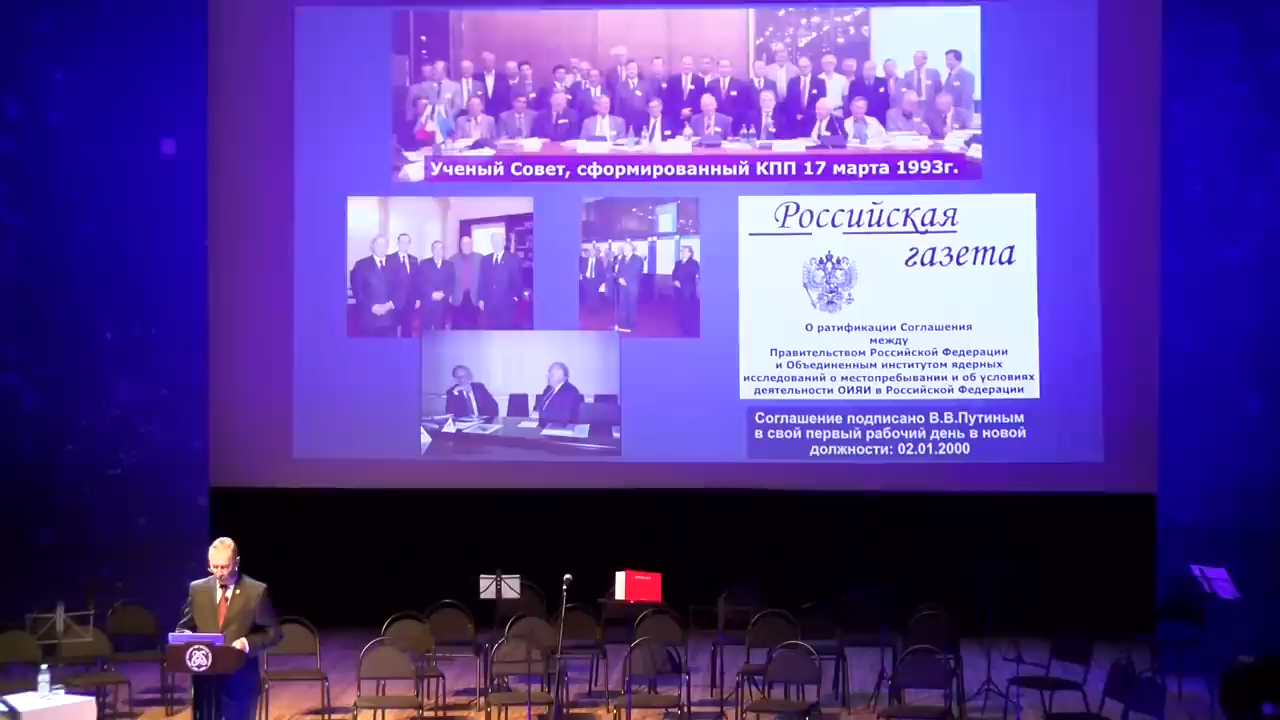 Ученый Совет, сформированный КПП 17 марта 1993г.
Российская
газета
О ратификации Соглашения
между
Правительством Российской Федерации
и Объединенным институтом ядерных
исследований о местопребывании и об условиях
деятельности ОИЯИ в Российской Федерации
Соглашение подписано В.В.Путиным
в свой первый рабочий день в новой
должности: 02.01.2000